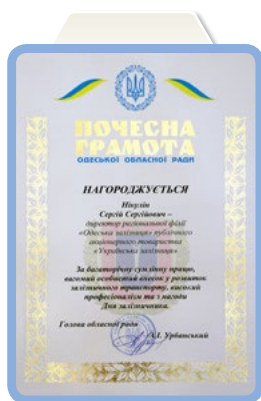 ПОЧЕСНА
ГРАМОТА
ОДЕСЬКОЇ ОБЛАСНОЇ РАДИ
НАГОРОДЖУЄТЬСЯ
Нікулін
Сергій Сергійович –
директор регіональної філії
«Одеська залізниця» публічного
акціонерного товариства
«Українська залізниця»
За багаторічну сумлінну працю,
вагомий особистий внесок у розвиток
залізничного транспорту, високий
професіоналізм та з нагоди
Дня залізничника.
Голова обласної ради
Урбанський